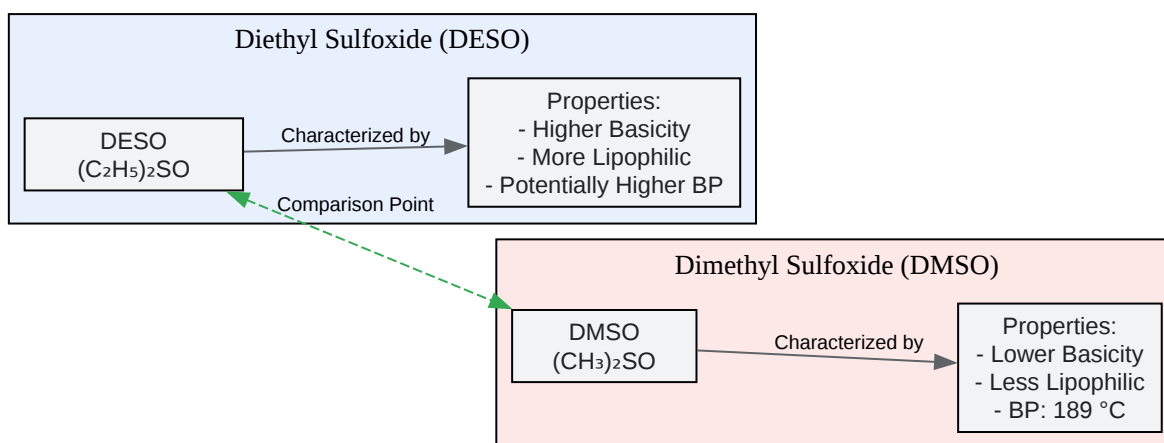 Diethyl Sulfoxide (DESO)
DESO
(C₂H₅)₂SO
Characterized by
Properties:
- Higher Basicity
- More Lipophilic
- Potentially Higher BP
Comparison Point
Dimethyl Sulfoxide (DMSO)
DMSO
(CH₃)₂SO
Characterized by
Properties:
- Lower Basicity
- Less Lipophilic
- BP: 189 °C